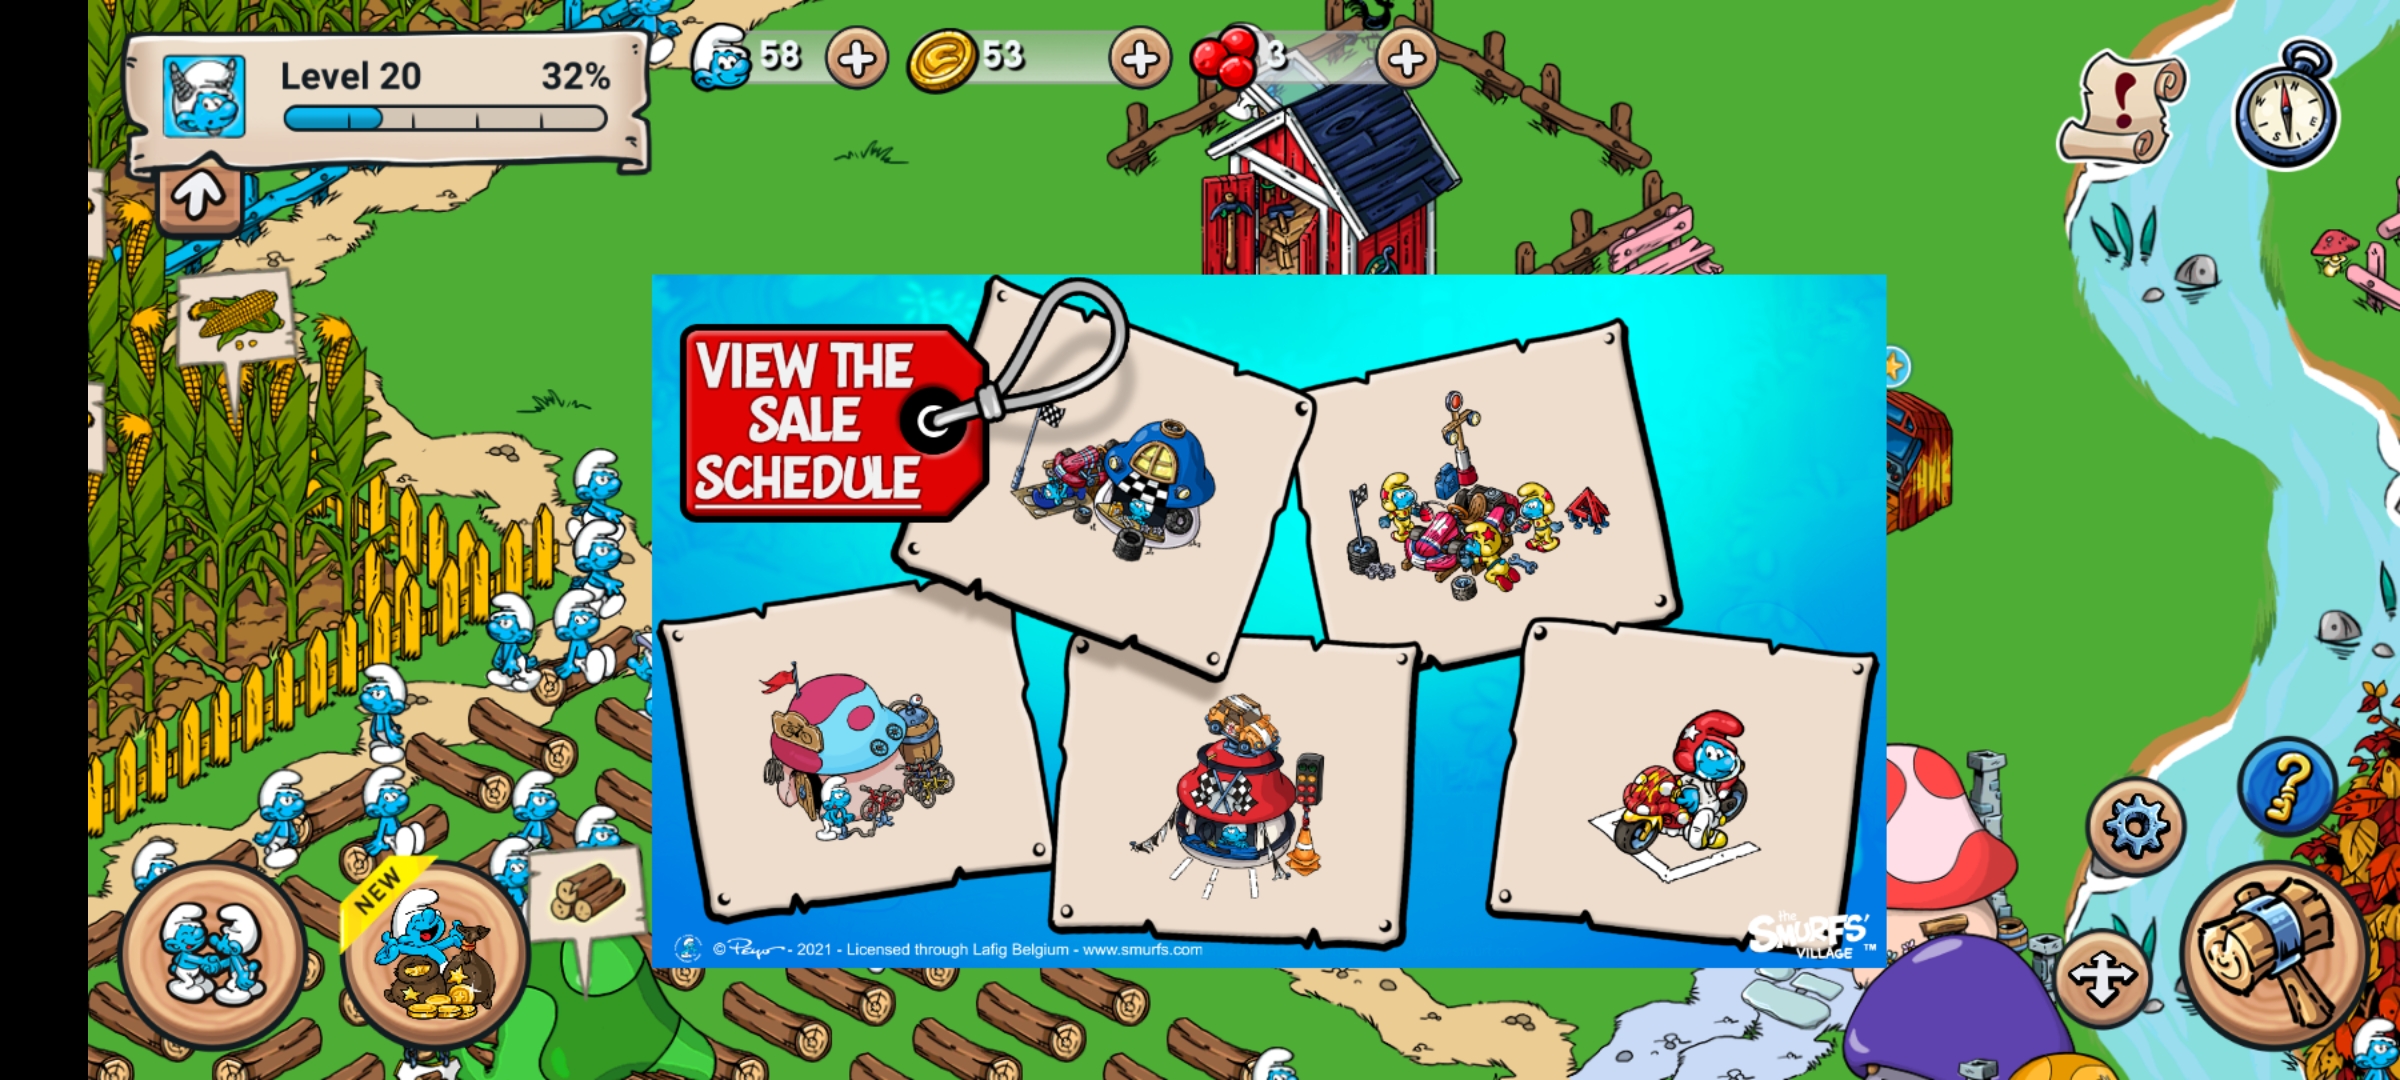 Level 20
32%
58
53
3
VIEW THE
SALE
SCHEDULE
NEW
© Peyo - 2021 - Licensed through Lafig Belgium - www.smurfs.com
the
SMURFS'
VILLAGE ™